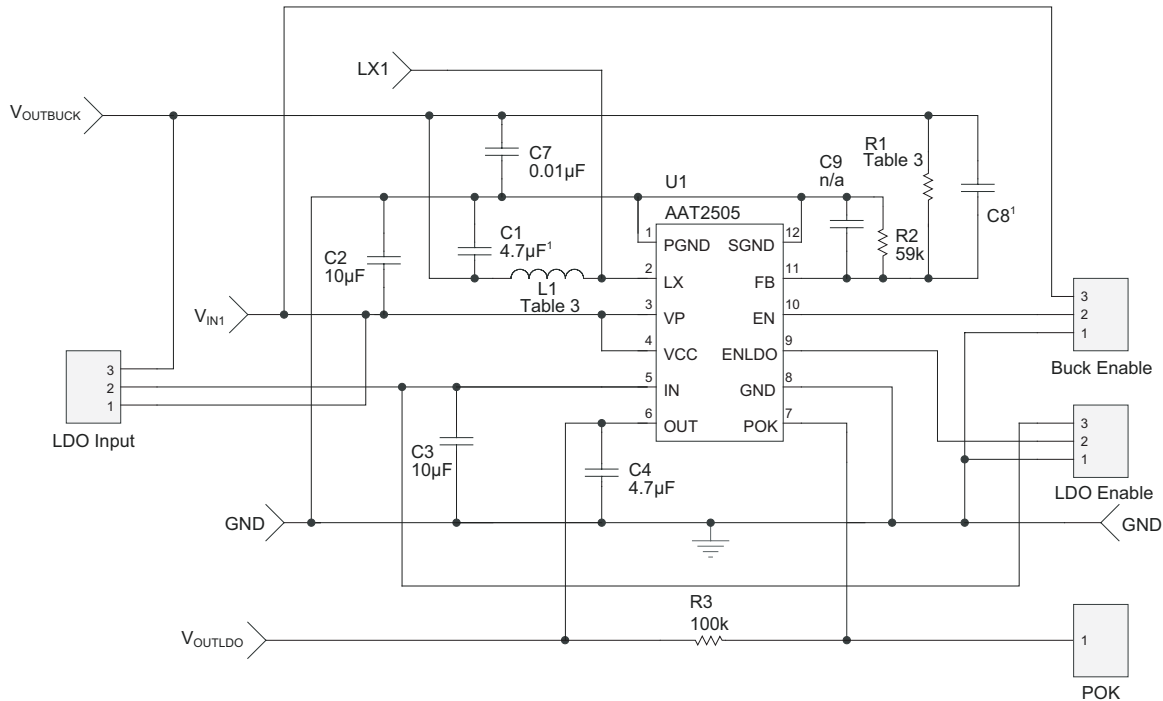 LX1
V_OUTBUCK
C7
0.01µF
U1
AAT2505
C9
n/a
R1
Table 3
C8¹
R2
59k
C1
4.7µF¹
C2
10µF
L1
Table 3
V_IN1
1
PGND
2
LX
3
VP
4
VCC
5
IN
6
OUT
12
SGND
11
FB
10
EN
9
ENLDO
8
GND
7
POK
3
2
1
Buck Enable
3
2
1
LDO Input
3
2
1
LDO Enable
C3
10µF
C4
4.7µF
GND
GND
R3
100k
V_OUTLDO
1
POK